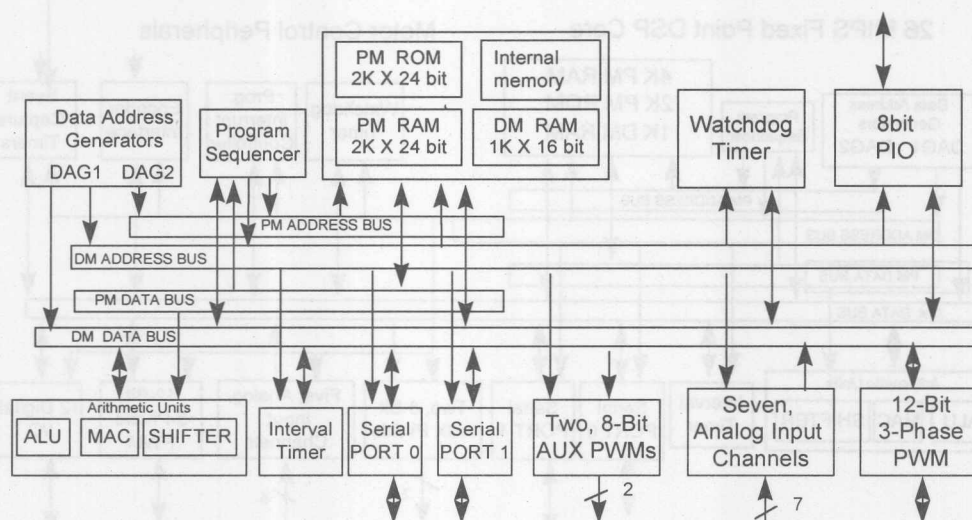 PM ROM
2K X 24 bit
Internal
memory
PM RAM
2K X 24 bit
DM RAM
1K X 16 bit
Data Address
Generators
DAG1 DAG2
Program
Sequencer
Watchdog
Timer
8bit
PIO
PM ADDRESS BUS
DM ADDRESS BUS
PM DATA BUS
DM DATA BUS
Arithmetic Units
ALU
MAC
SHIFTER
Interval
Timer
Serial
PORT 0
Serial
PORT 1
Two, 8-Bit
AUX PWMs
2
Seven,
Analog Input
Channels
7
12-Bit
3-Phase
PWM